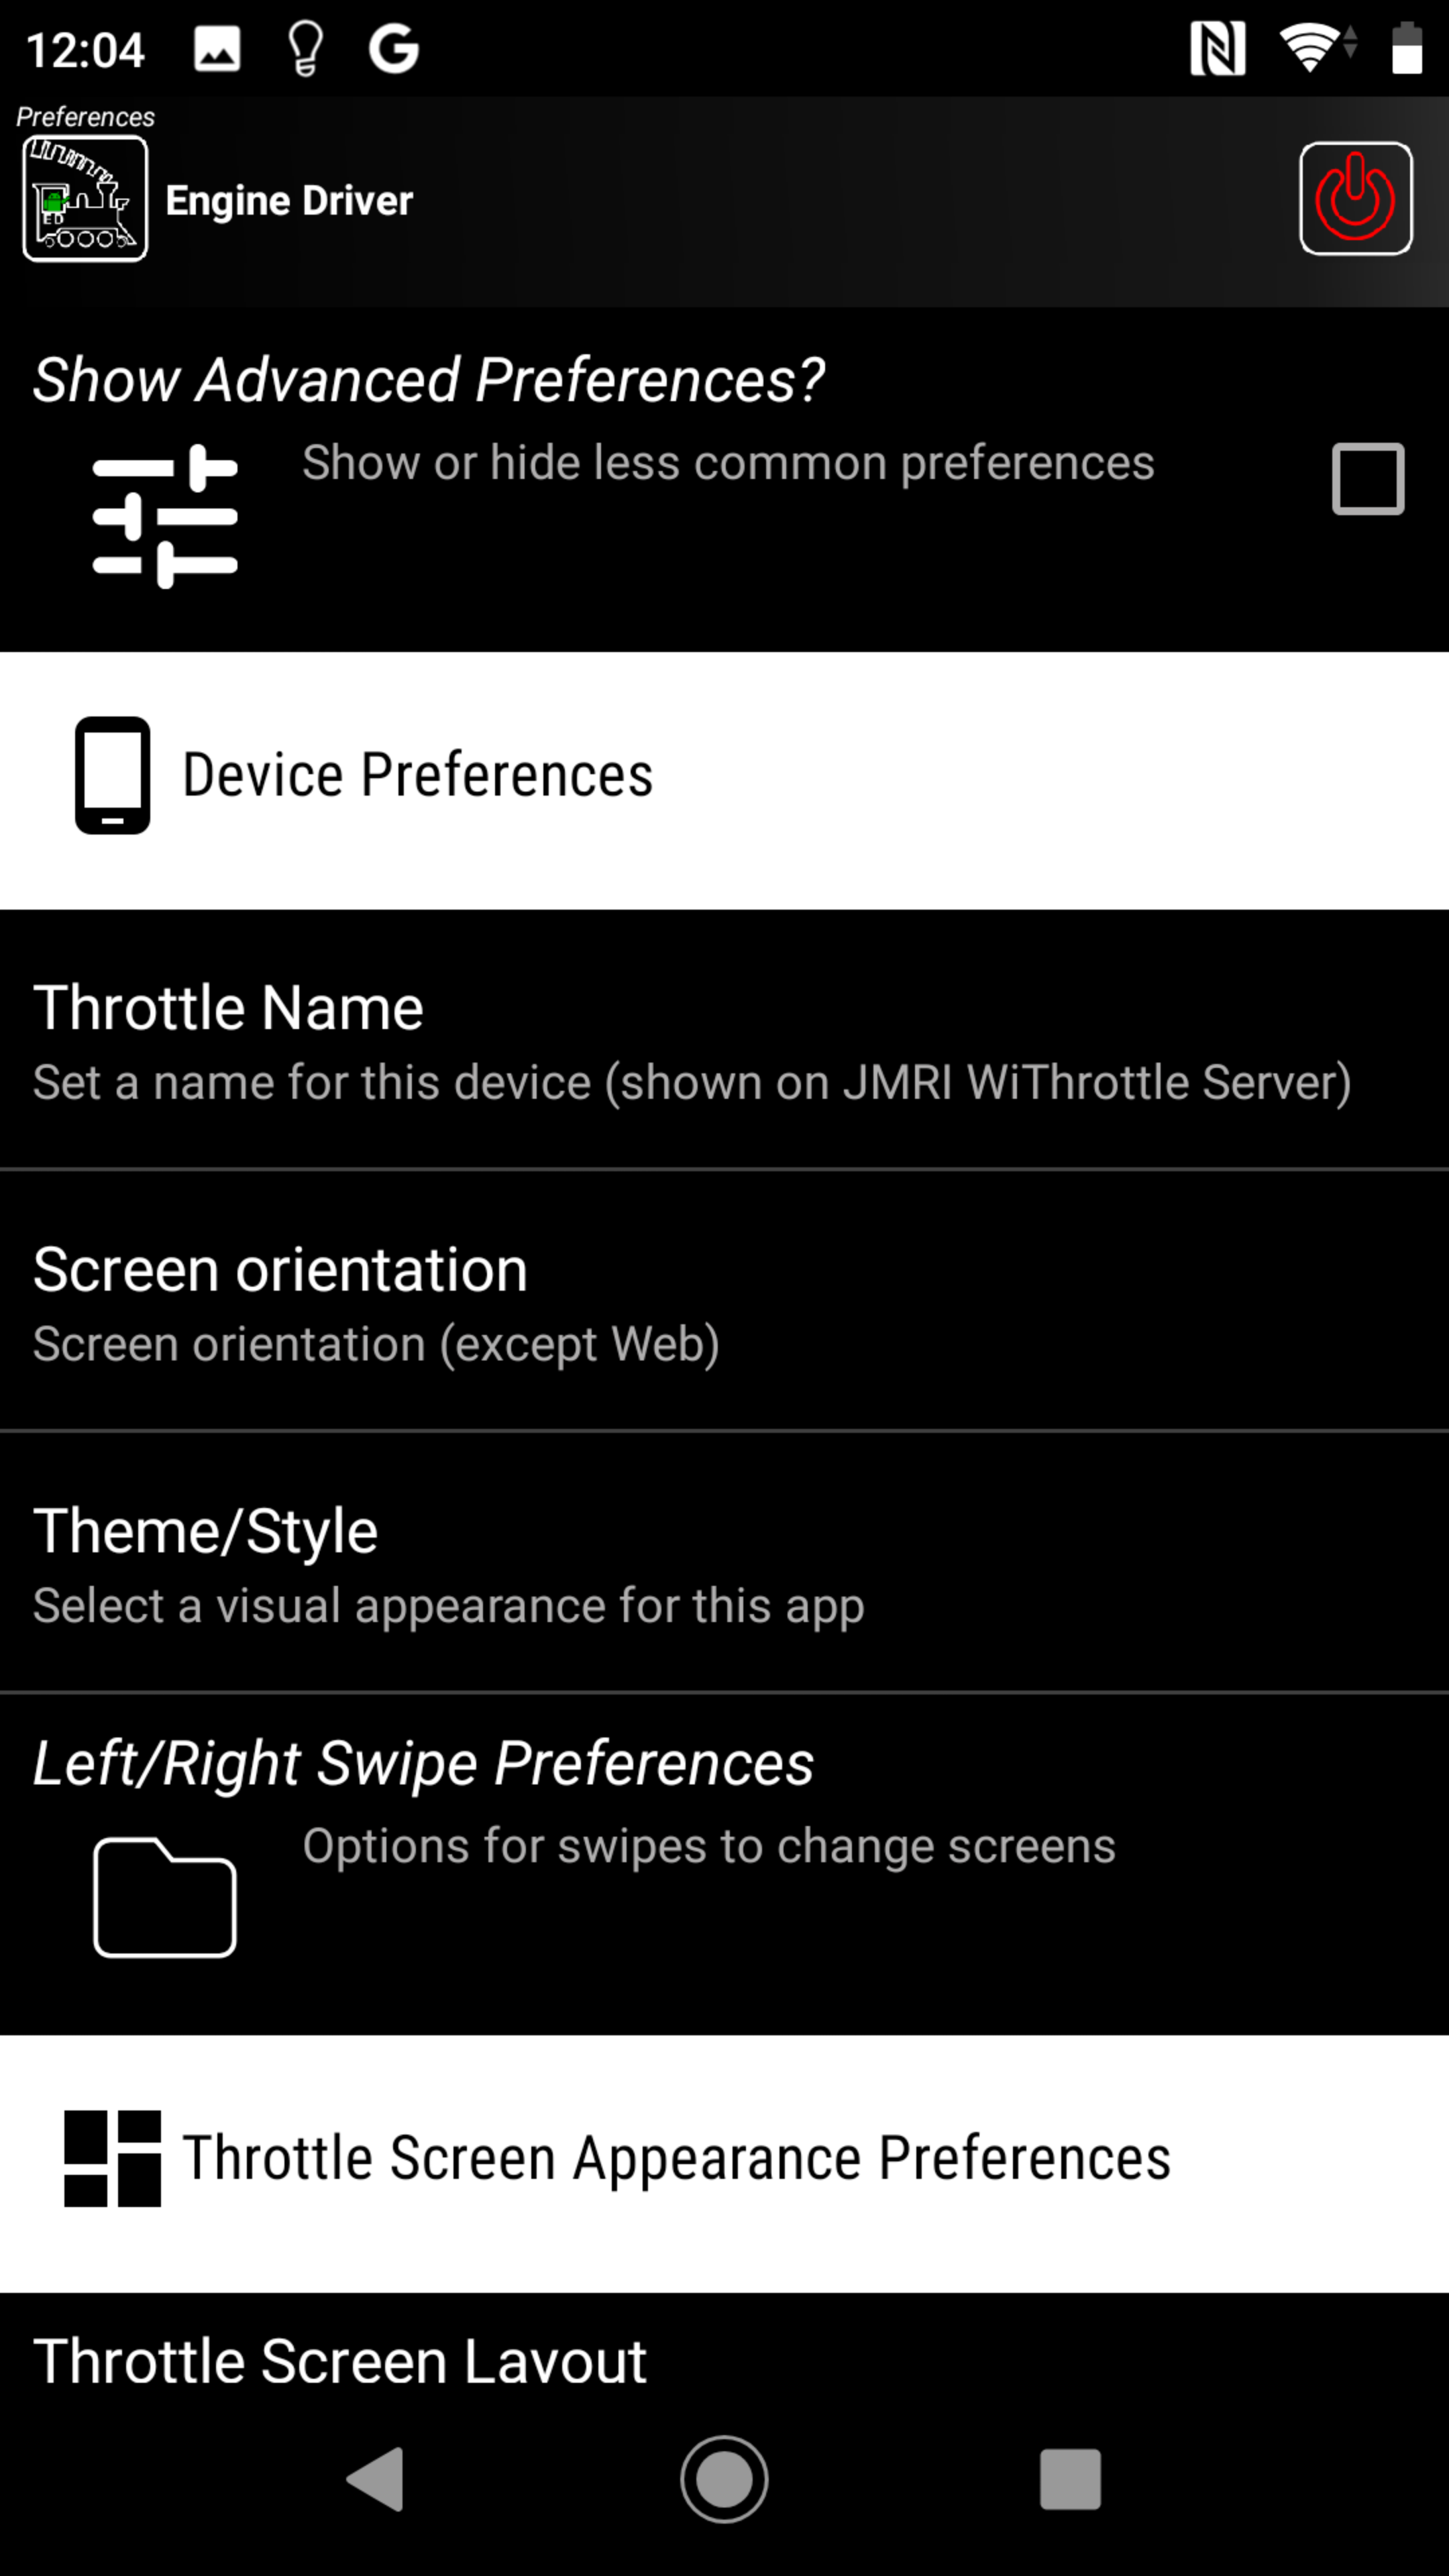 12:04
Preferences
ED
Engine Driver
Show Advanced Preferences?
Show or hide less common preferences
Device Preferences
Throttle Name
Set a name for this device (shown on JMRI WiThrottle Server)
Screen orientation
Screen orientation (except Web)
Theme/Style
Select a visual appearance for this app
Left/Right Swipe Preferences
Options for swipes to change screens
Throttle Screen Appearance Preferences
Throttle Screen Layout